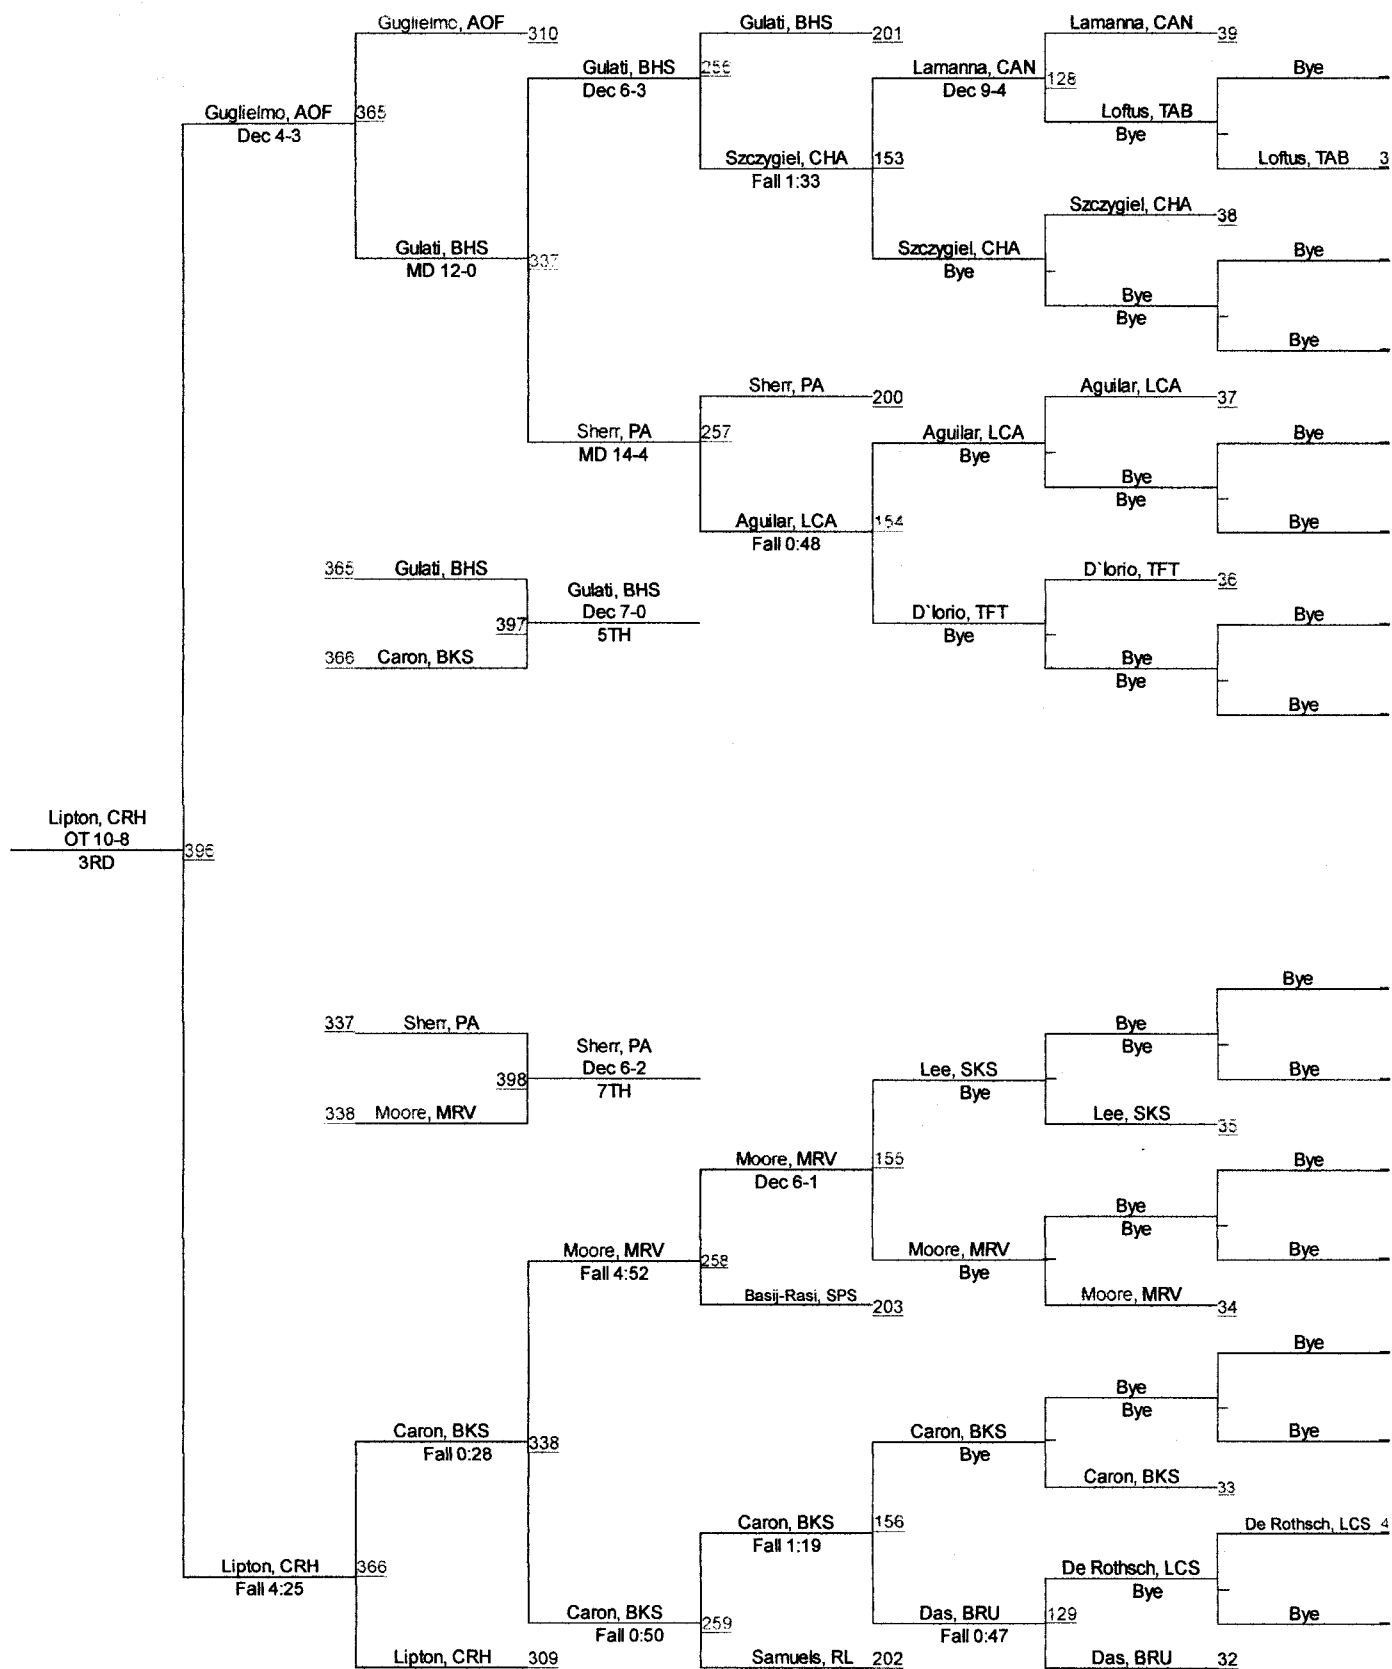 Guglielmo, AOF
310
Gulati, BHS
201
Lamanna, CAN
39
Gulati, BHS
256
Dec 6-3
Lamanna, CAN
128
Dec 9-4
Bye
Guglielmo, AOF
365
Dec 4-3
Loftus, TAB
Bye
Szczygiel, CHA
153
Fall 1:33
Loftus, TAB 3
Szczygiel, CHA
38
Gulati, BHS
337
MD 12-0
Szczygiel, CHA
Bye
Bye
Bye
Bye
Bye
Sherr, PA
200
Aguilar, LCA
37
Sherr, PA
257
MD 14-4
Aguilar, LCA
Bye
Bye
Bye
Bye
Aguilar, LCA
154
Fall 0:48
Bye
365 Gulati, BHS
D`Iorio, TFT
36
Gulati, BHS
Dec 7-0
397
5TH
D`Iorio, TFT
Bye
Bye
366 Caron, BKS
Bye
Bye
Bye
Lipton, CRH
OT 10-8
396
3RD
Bye
337 Sherr, PA
Bye
Bye
Sherr, PA
Dec 6-2
398
7TH
Lee, SKS
Bye
Bye
338 Moore, MRV
Lee, SKS
35
Moore, MRV
155
Dec 6-1
Bye
Bye
Bye
Moore, MRV
258
Fall 4:52
Moore, MRV
Bye
Bye
Basij-Rasi, SPS
203
Moore, MRV
34
Bye
Bye
Bye
Caron, BKS
338
Fall 0:28
Caron, BKS
Bye
Bye
Caron, BKS
33
Caron, BKS
156
Fall 1:19
De Rothsch, LCS 4
Lipton, CRH
366
Fall 4:25
De Rothsch, LCS
Bye
Caron, BKS
259
Fall 0:50
Das, BRU
129
Fall 0:47
Bye
Lipton, CRH
309
Samuels, RL
202
Das, BRU
32